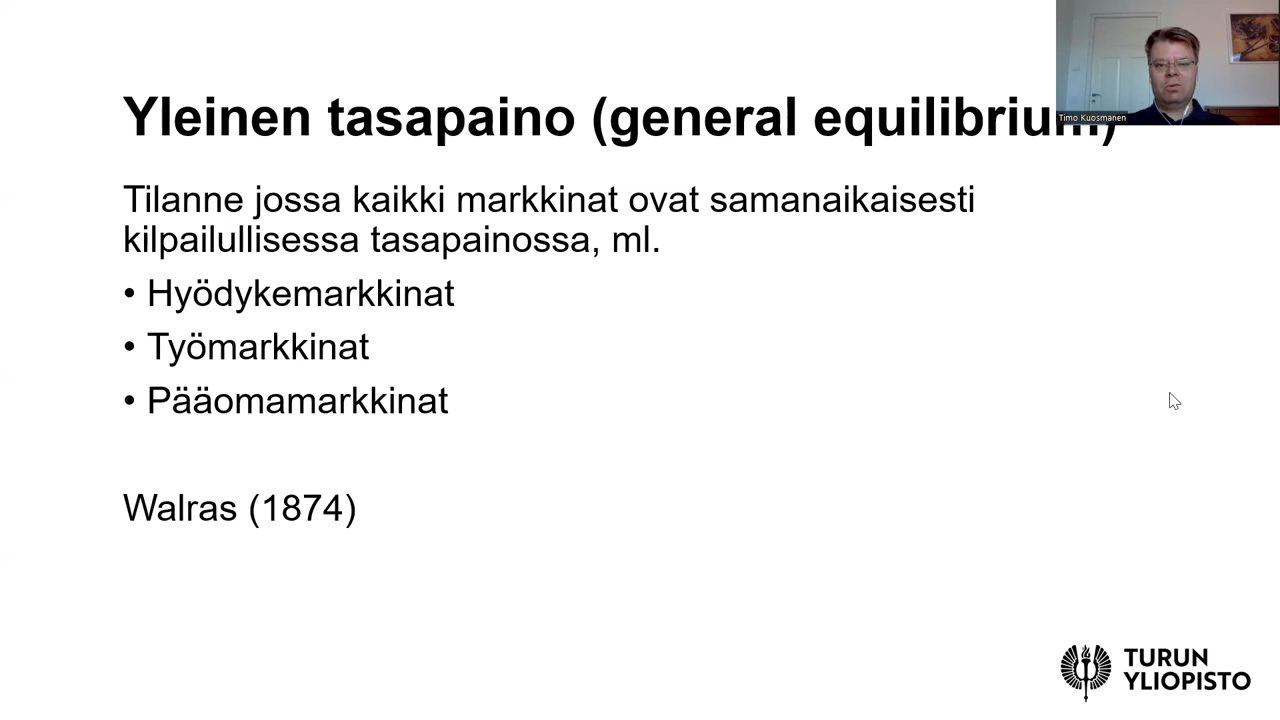 Yleinen tasapaino (general equilibrium)
Timo Kuosmanen
Tilanne jossa kaikki markkinat ovat samanaikaisesti
kilpailullisessa tasapainossa, ml.
• Hyödykemarkkinat
• Työmarkkinat
• Pääomamarkkinat
Walras (1874)
TURUN
YLIOPISTO